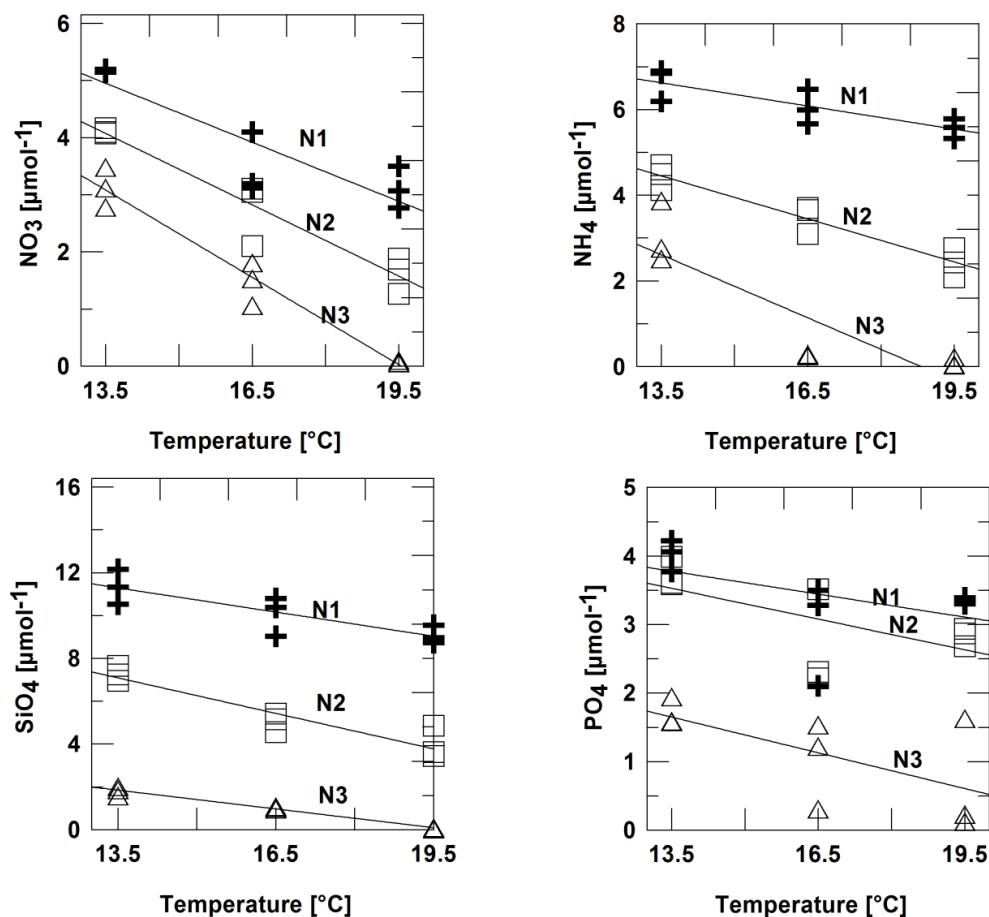 6
4
2
0
NO3 [µmol-1]
N1
N2
N3
13.5 16.5 19.5
Temperature [°C]
8
6
4
2
0
NH4 [µmol-1]
N1
N2
N3
13.5 16.5 19.5
Temperature [°C]
16
12
8
4
0
SiO4 [µmol-1]
N1
N2
N3
13.5 16.5 19.5
Temperature [°C]
5
4
3
2
1
0
PO4 [µmol-1]
N1
N2
N3
13.5 16.5 19.5
Temperature [°C]